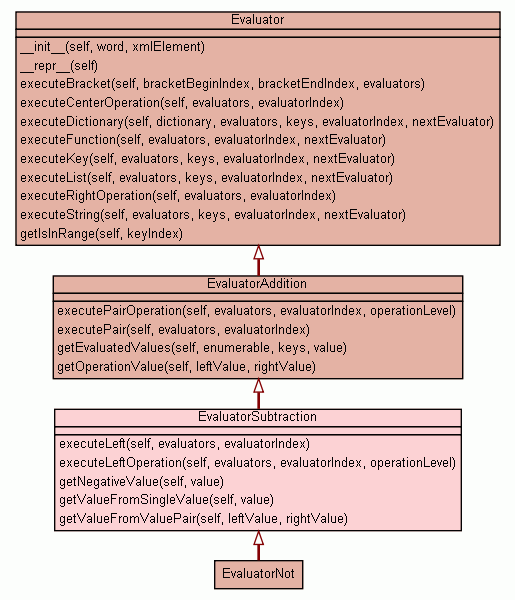 Evaluator
__init__(self, word, xmlElement)
__repr__(self)
executeBracket(self, bracketBeginIndex, bracketEndIndex, evaluators)
executeCenterOperation(self, evaluators, evaluatorIndex)
executeDictionary(self, dictionary, evaluators, keys, evaluatorIndex, nextEvaluator)
executeFunction(self, evaluators, evaluatorIndex, nextEvaluator)
executeKey(self, evaluators, keys, evaluatorIndex, nextEvaluator)
executeList(self, evaluators, keys, evaluatorIndex, nextEvaluator)
executeRightOperation(self, evaluators, evaluatorIndex)
executeString(self, evaluators, keys, evaluatorIndex, nextEvaluator)
getIsInRange(self, keyIndex)
EvaluatorAddition
executePairOperation(self, evaluators, evaluatorIndex, operationLevel)
executePair(self, evaluators, evaluatorIndex)
getEvaluatedValues(self, enumerable, keys, value)
getOperationValue(self, leftValue, rightValue)
EvaluatorSubtraction
executeLeft(self, evaluators, evaluatorIndex)
executeLeftOperation(self, evaluators, evaluatorIndex, operationLevel)
getNegativeValue(self, value)
getValueFromSingleValue(self, value)
getValueFromValuePair(self, leftValue, rightValue)
EvaluatorNot